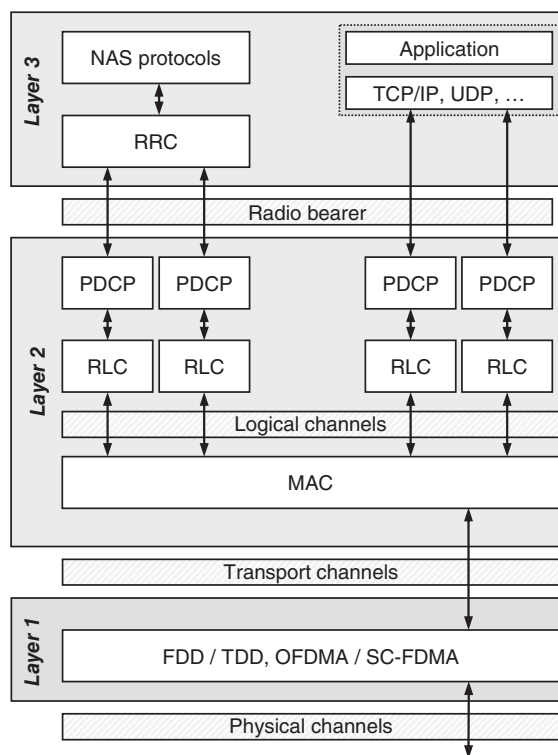 Layer 3
NAS protocols
Application
TCP/IP, UDP, …
RRC
Radio bearer
Layer 2
PDCP
PDCP
PDCP
PDCP
RLC
RLC
RLC
RLC
Logical channels
MAC
Transport channels
Layer 1
FDD / TDD, OFDMA / SC-FDMA
Physical channels